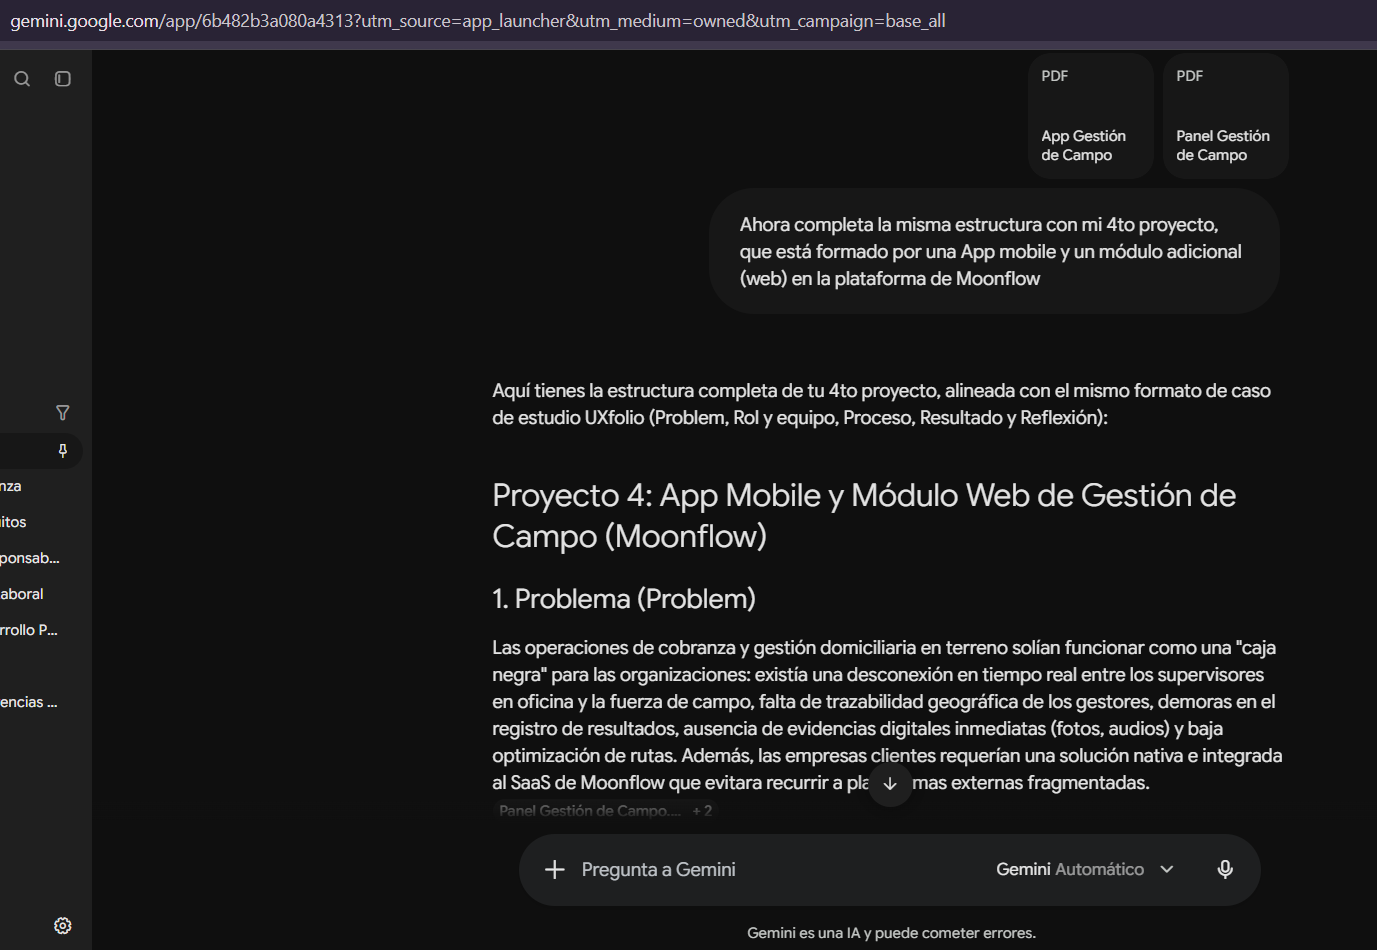 gemini.google.com/app/6b482b3a080a4313?utm_source=app_launcher&utm_medium=owned&utm_campaign=base_all
PDF
App Gestión
de Campo
PDF
Panel Gestión
de Campo
Ahora completa la misma estructura con mi 4to proyecto,
que está formado por una App mobile y un módulo adicional
(web) en la plataforma de Moonflow
Aquí tienes la estructura completa de tu 4to proyecto, alineada con el mismo formato de caso
de estudio UXfolio (Problem, Rol y equipo, Proceso, Resultado y Reflexión):
Proyecto 4: App Mobile y Módulo Web de Gestión de
Campo (Moonflow)
1. Problema (Problem)
Las operaciones de cobranza y gestión domiciliaria en terreno solían funcionar como una "caja
negra" para las organizaciones: existía una desconexión en tiempo real entre los supervisores
en oficina y la fuerza de campo, falta de trazabilidad geográfica de los gestores, demoras en el
registro de resultados, ausencia de evidencias digitales inmediatas (fotos, audios) y baja
optimización de rutas. Además, las empresas clientes requerían una solución nativa e integrada
al SaaS de Moonflow que evitara recurrir a pla mas externas fragmentadas.
Panel Gestión de Campo.... + 2
nza
itos
ponsab...
aboral
rrollo P...
encias ...
Pregunta a Gemini
Gemini Automático
Gemini es una IA y puede cometer errores.